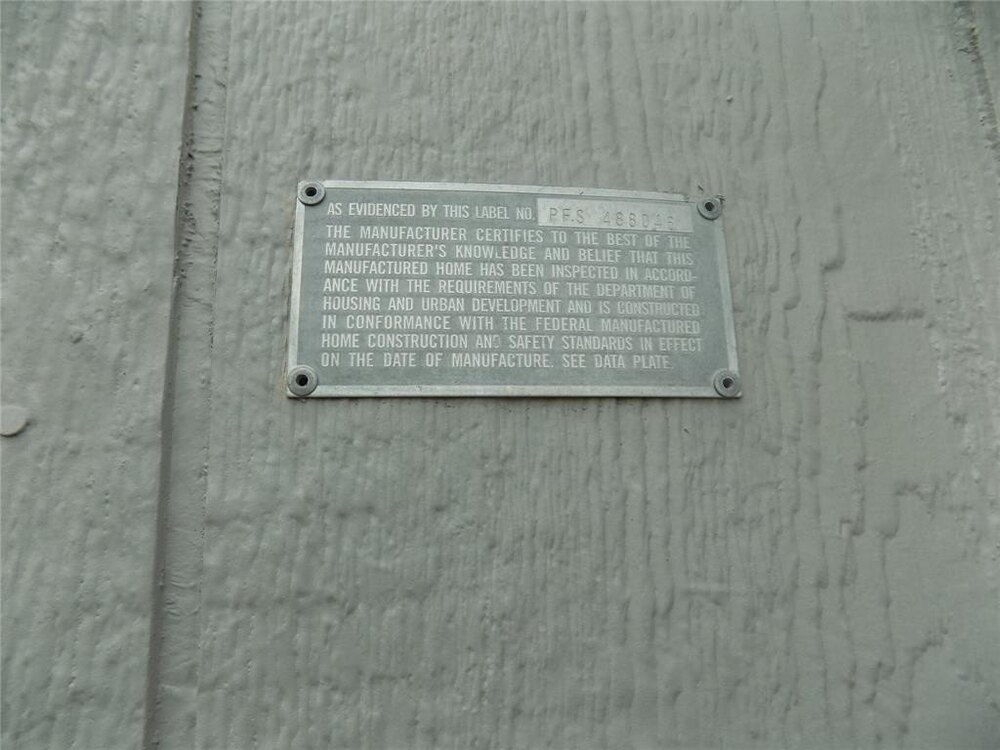 AS EVIDENCED BY THIS LABEL NO. PFS
THE MANUFACTURER CERTIFIES TO THE BEST OF THE
MANUFACTURER'S KNOWLEDGE AND BELIEF THAT THIS
MANUFACTURED HOME HAS BEEN INSPECTED IN ACCORD-
ANCE WITH THE REQUIREMENTS OF THE DEPARTMENT OF
HOUSING AND URBAN DEVELOPMENT AND IS CONSTRUCTED
IN CONFORMANCE WITH THE FEDERAL MANUFACTURED
HOME CONSTRUCTION AND SAFETY STANDARDS IN EFFECT
ON THE DATE OF MANUFACTURE. SEE DATA PLATE.